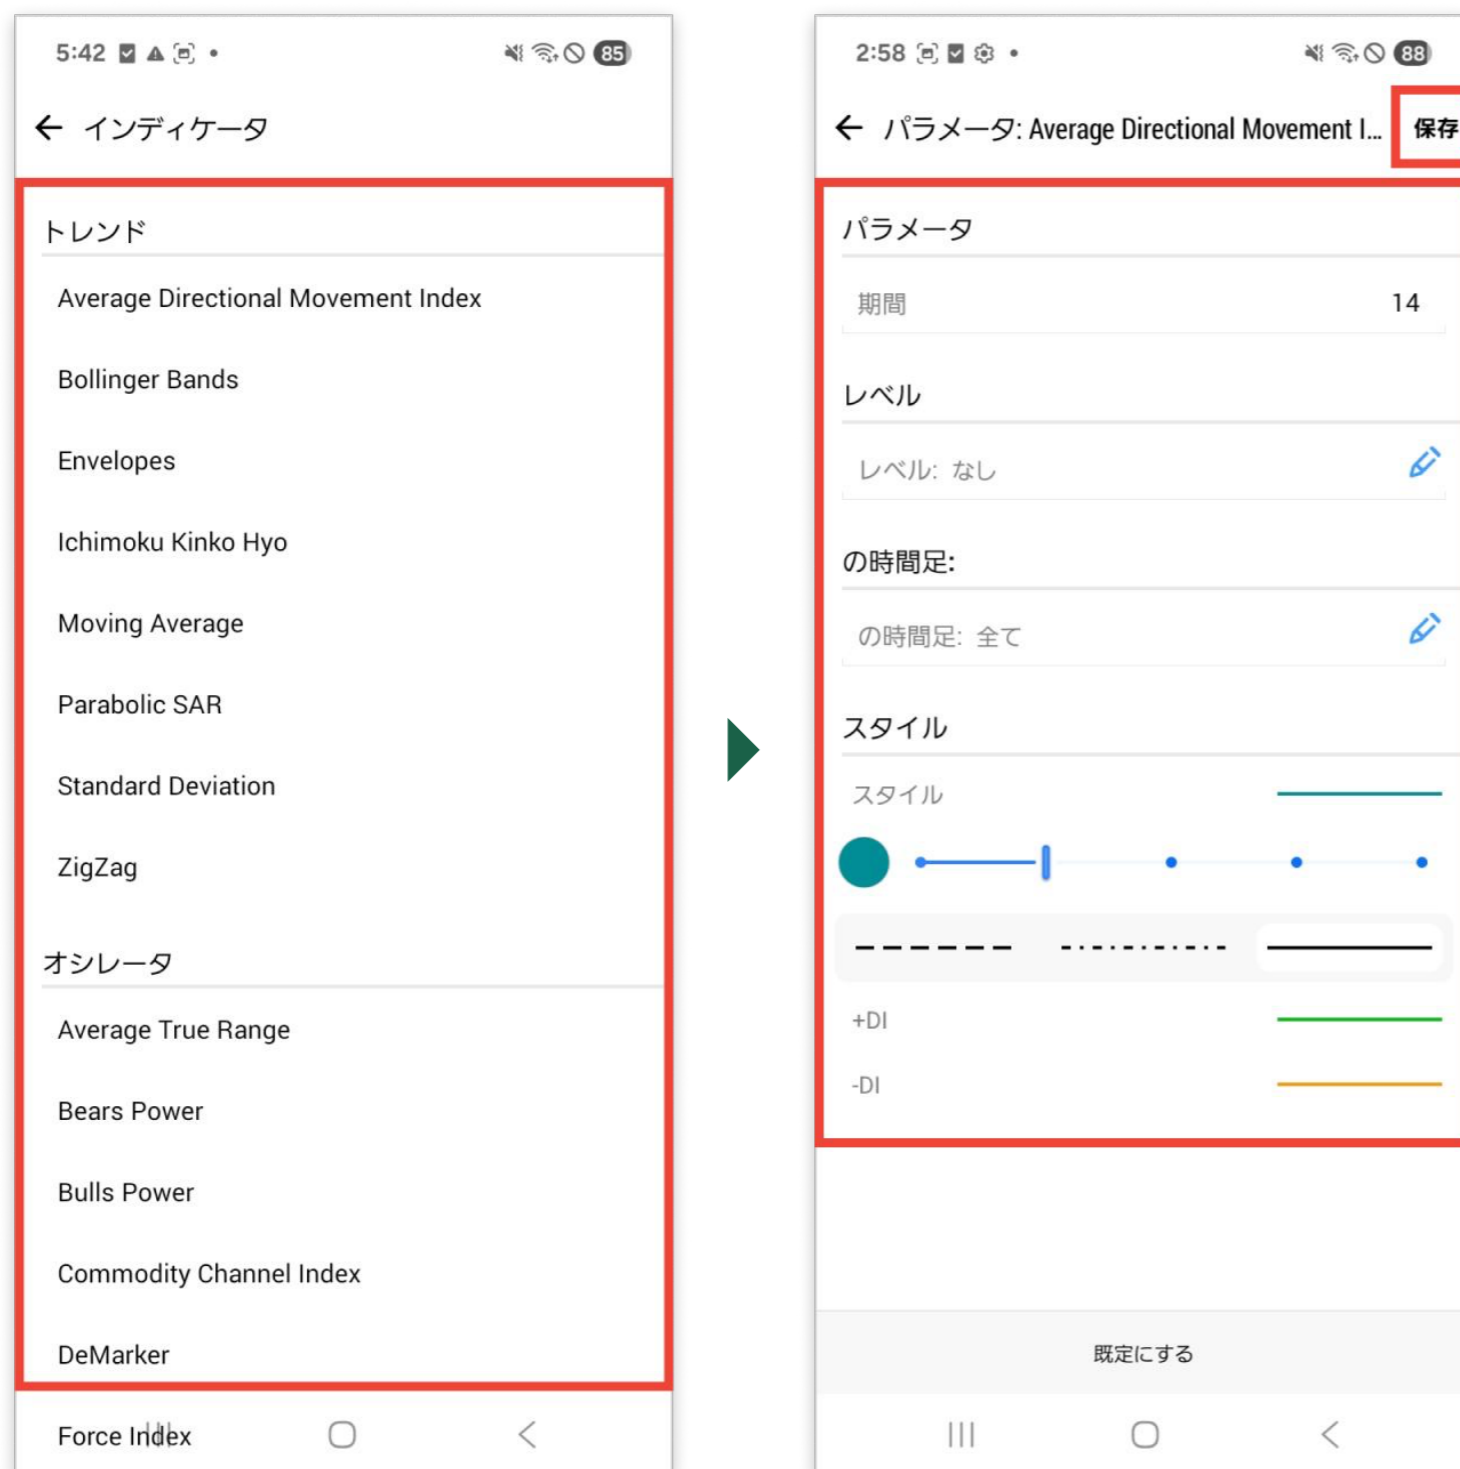 5:42
85
インディケータ
トレンド
Average Directional Movement Index
Bollinger Bands
Envelopes
Ichimoku Kinko Hyo
Moving Average
Parabolic SAR
Standard Deviation
ZigZag
オシレータ
Average True Range
Bears Power
Bulls Power
Commodity Channel Index
DeMarker
Force Index
2:58
88
パラメータ: Average Directional Movement I...
保存
パラメータ
期間 14
レベル
レベル: なし
の時間足:
の時間足: 全て
スタイル
スタイル
+DI
-DI
既定にする